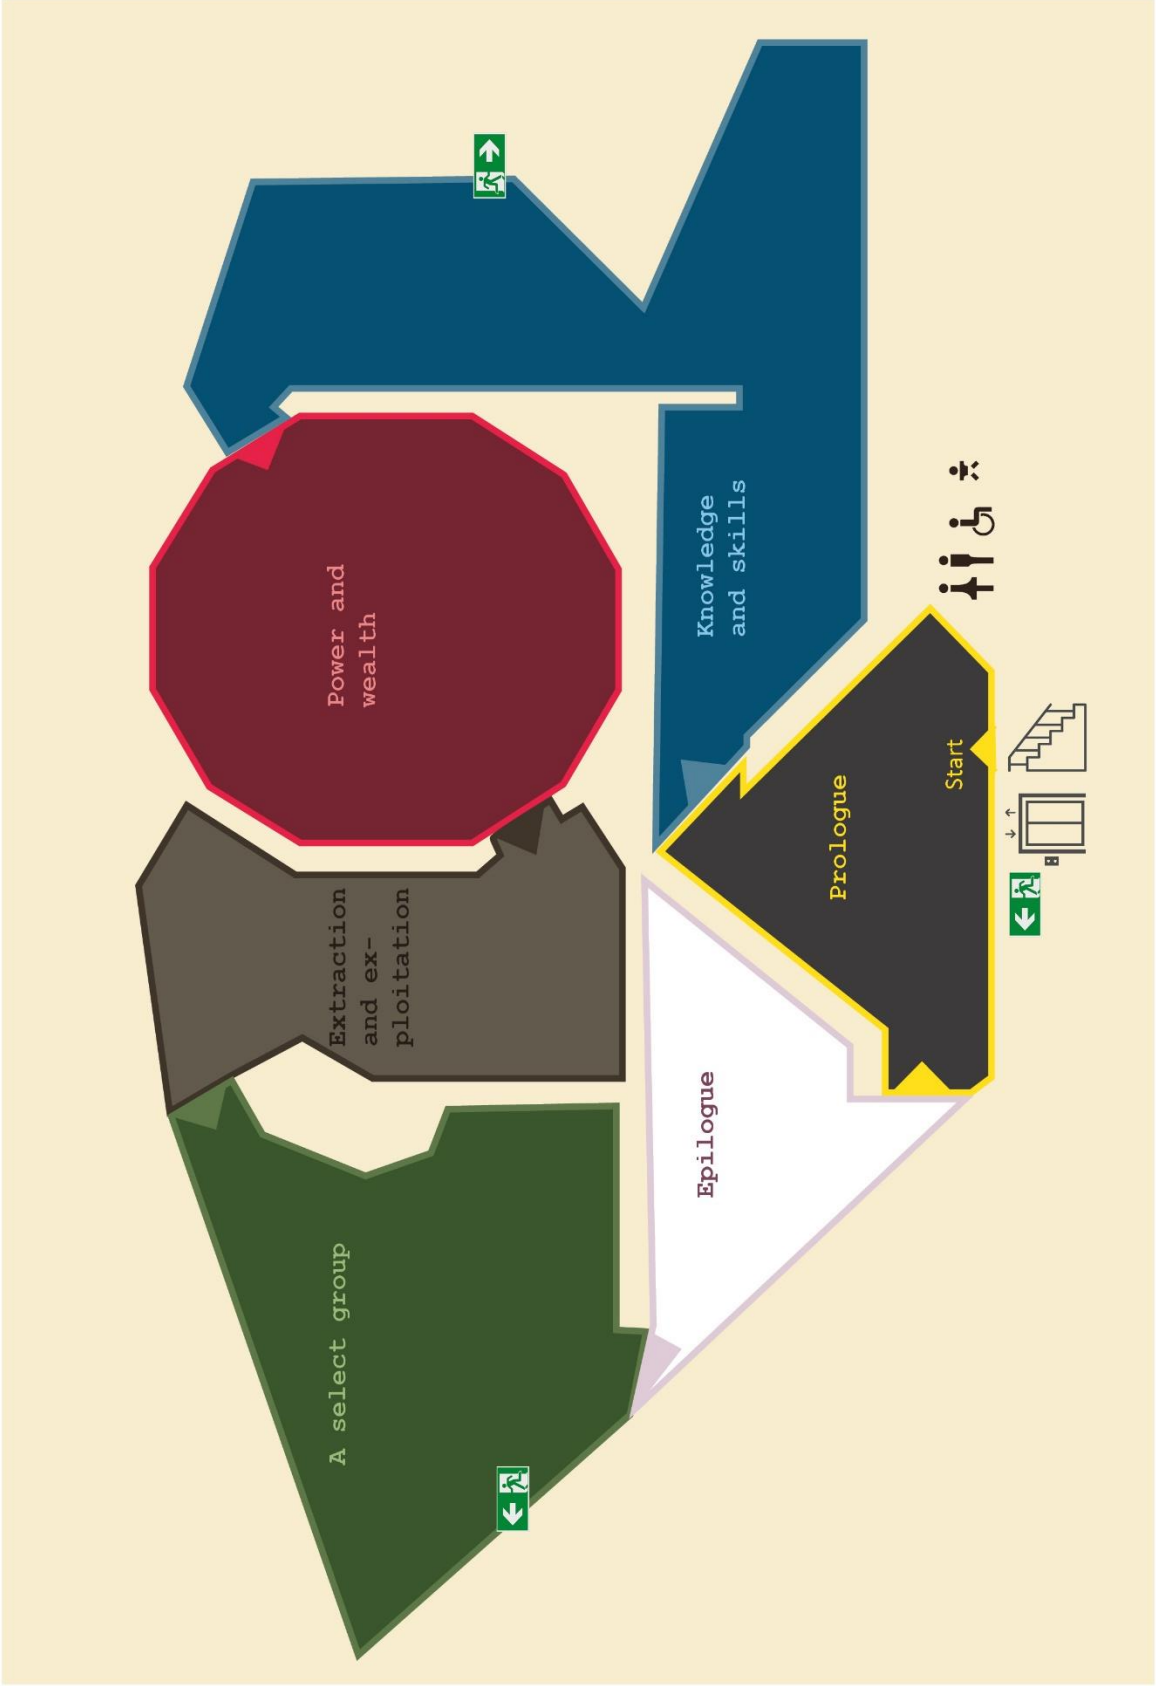 A select group
Extraction
and ex-
ploitation
Power and
wealth
Epilogue
Knowledge
and skills
Prologue
Start